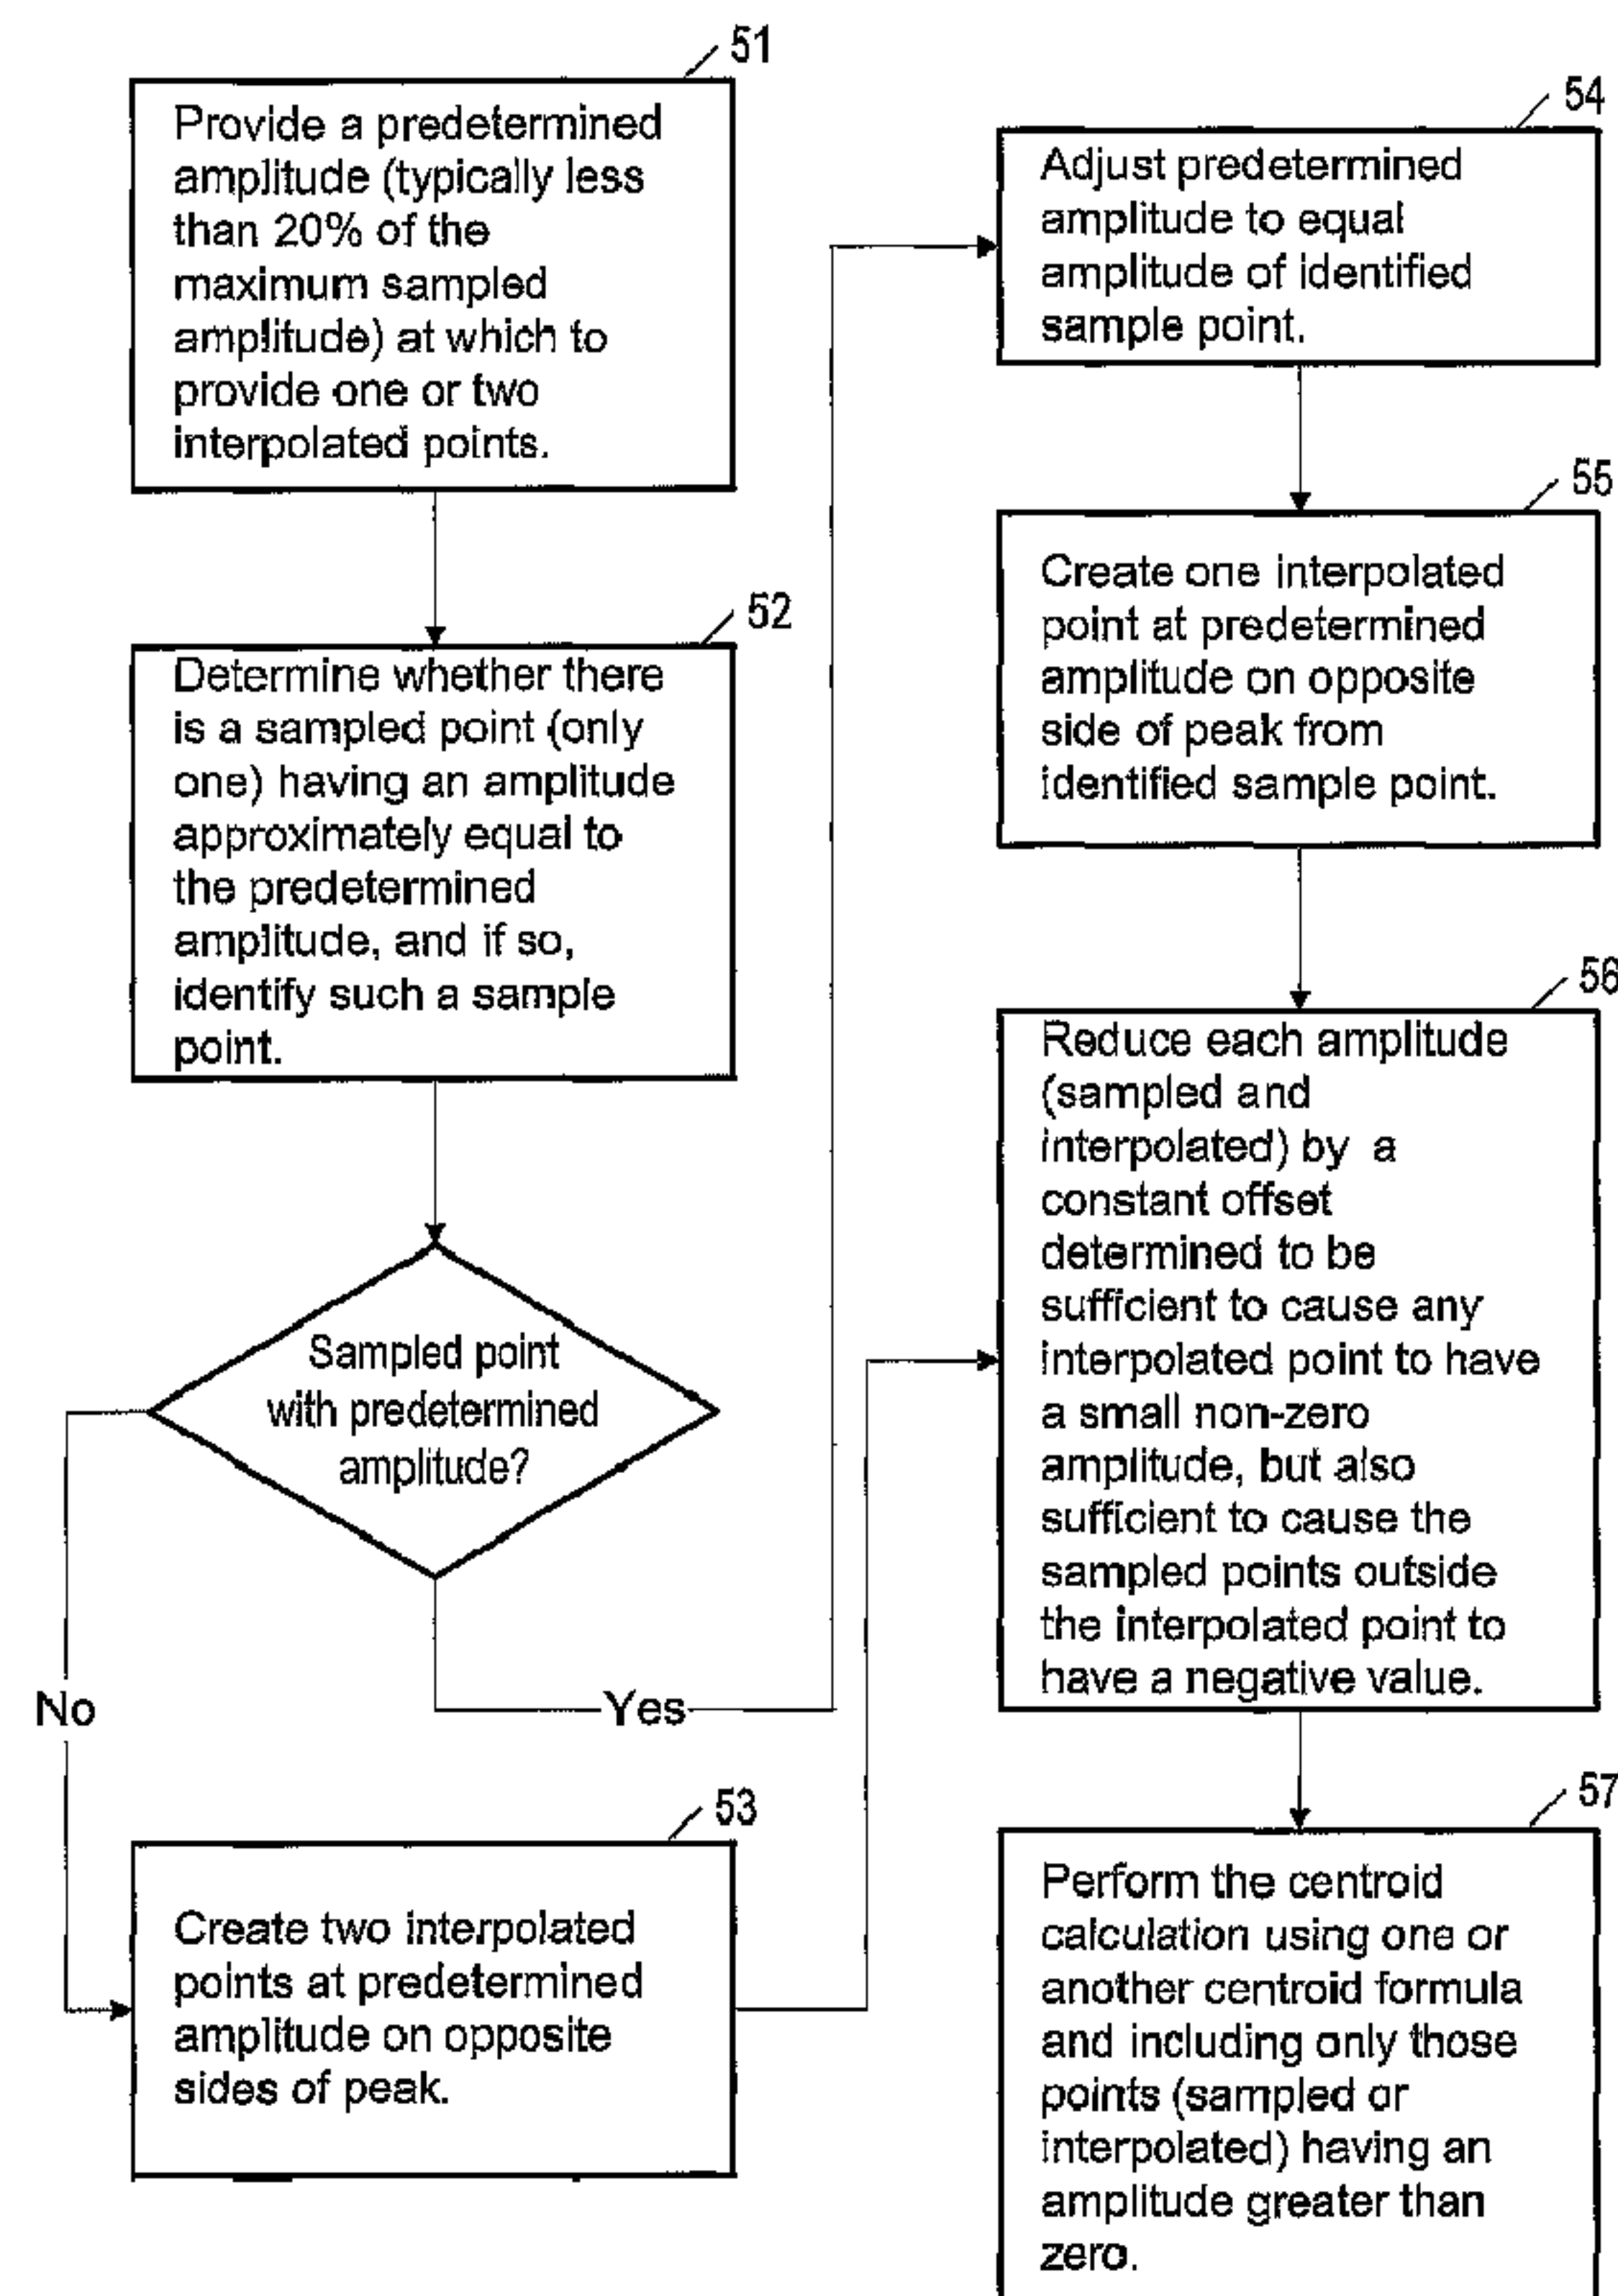 51
Provide a predetermined
amplitude (typically less
than 20% of the
maximum sampled
amplitude) at which to
provide one or two
interpolated points.
52
Determine whether there
is a sampled point (only
one) having an amplitude
approximately equal to
the predetermined
amplitude, and if so,
identify such a sample
point.
Sampled point
with predetermined
amplitude?
No
Yes
53
Create two interpolated
points at predetermined
amplitude on opposite
sides of peak.
54
Adjust predetermined
amplitude to equal
amplitude of identified
sample point.
55
Create one interpolated
point at predetermined
amplitude on opposite
side of peak from
identified sample point.
56
Reduce each amplitude
(sampled and
interpolated) by a
constant offset
determined to be
sufficient to cause any
interpolated point to have
a small non-zero
amplitude, but also
sufficient to cause the
sampled points outside
the interpolated point to
have a negative value.
57
Perform the centroid
calculation using one or
another centroid formula
and including only those
points (sampled or
interpolated) having an
amplitude greater than
zero.